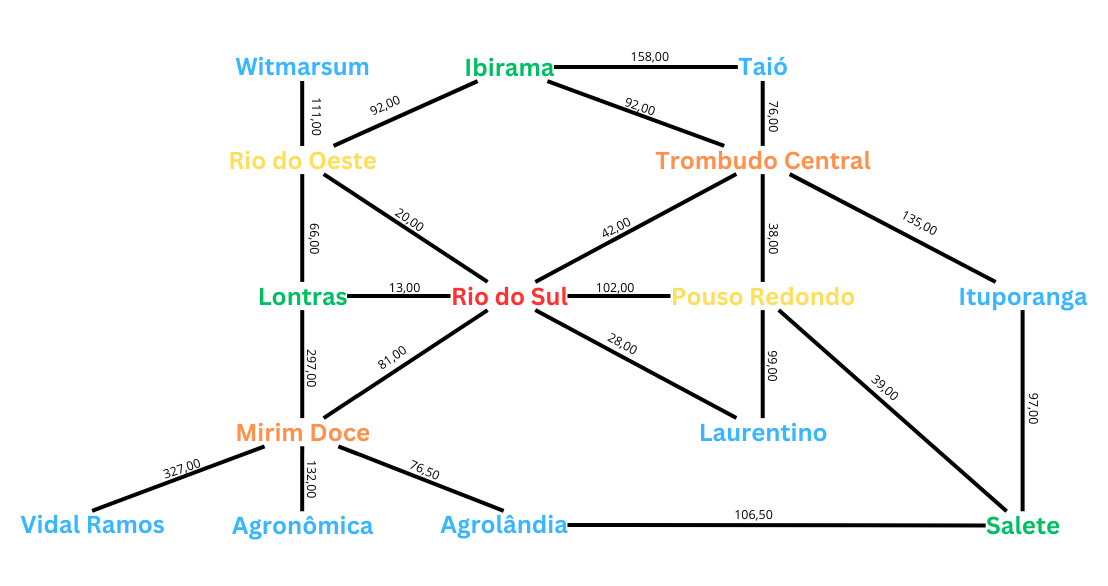 Witmarsum
Ibirama
158,00
Taió
111,00
92,00
92,00
76,00
Rio do Oeste
Trombudo Central
66,00
20,00
42,00
38,00
135,00
Lontras
13,00
Rio do Sul
102,00
Pouso Redondo
Ituporanga
297,00
81,00
28,00
99,00
39,00
97,00
Mirim Doce
Laurentino
327,00
132,00
76,50
Vidal Ramos
Agronômica
Agrolândia
106,50
Salete